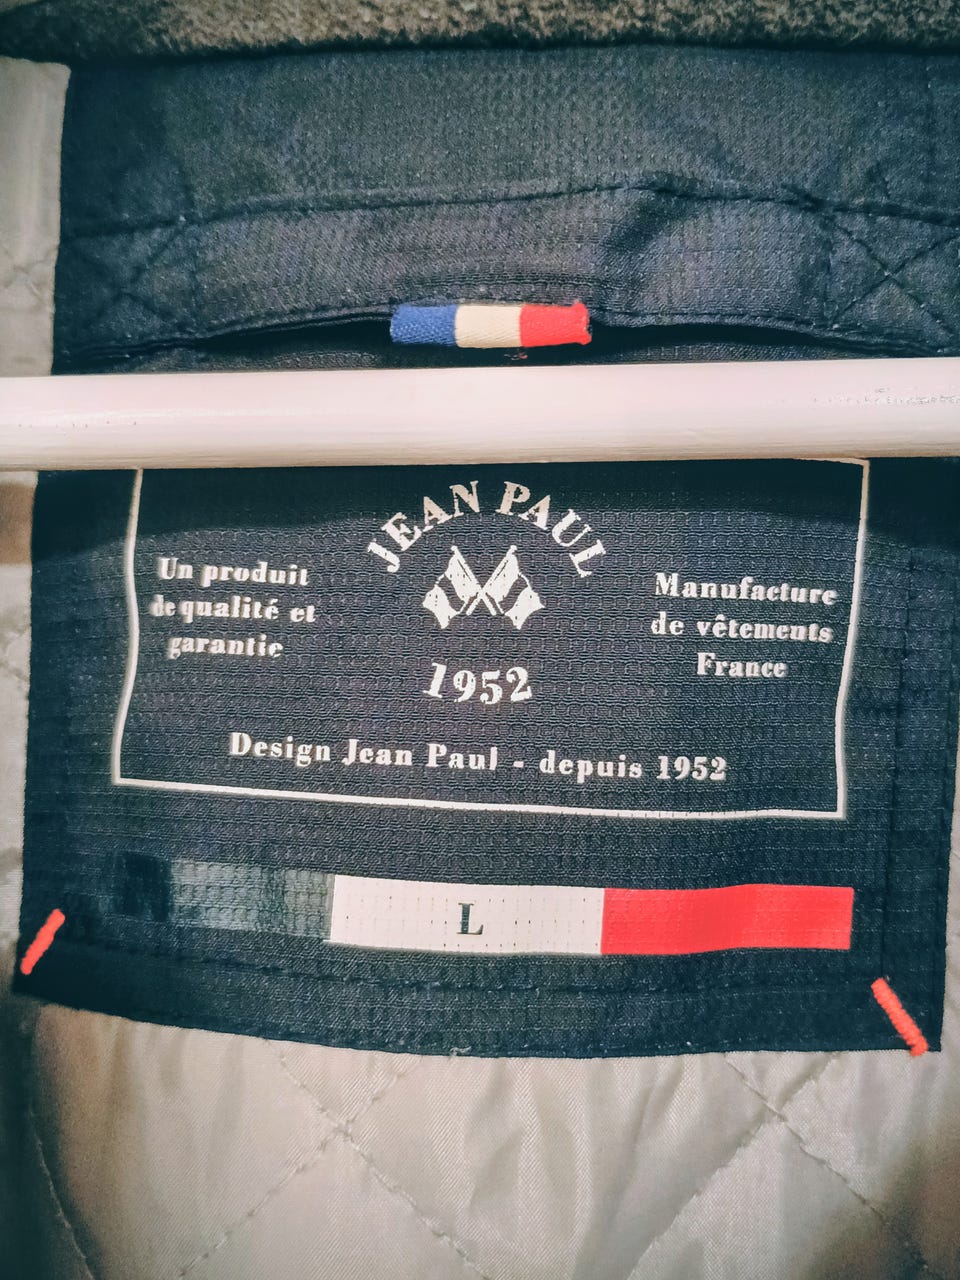 JEAN PAUL
Un produit
de qualité et
garantie
Manufacture
de vêtements
France
1952
Design Jean Paul - depuis 1952
L